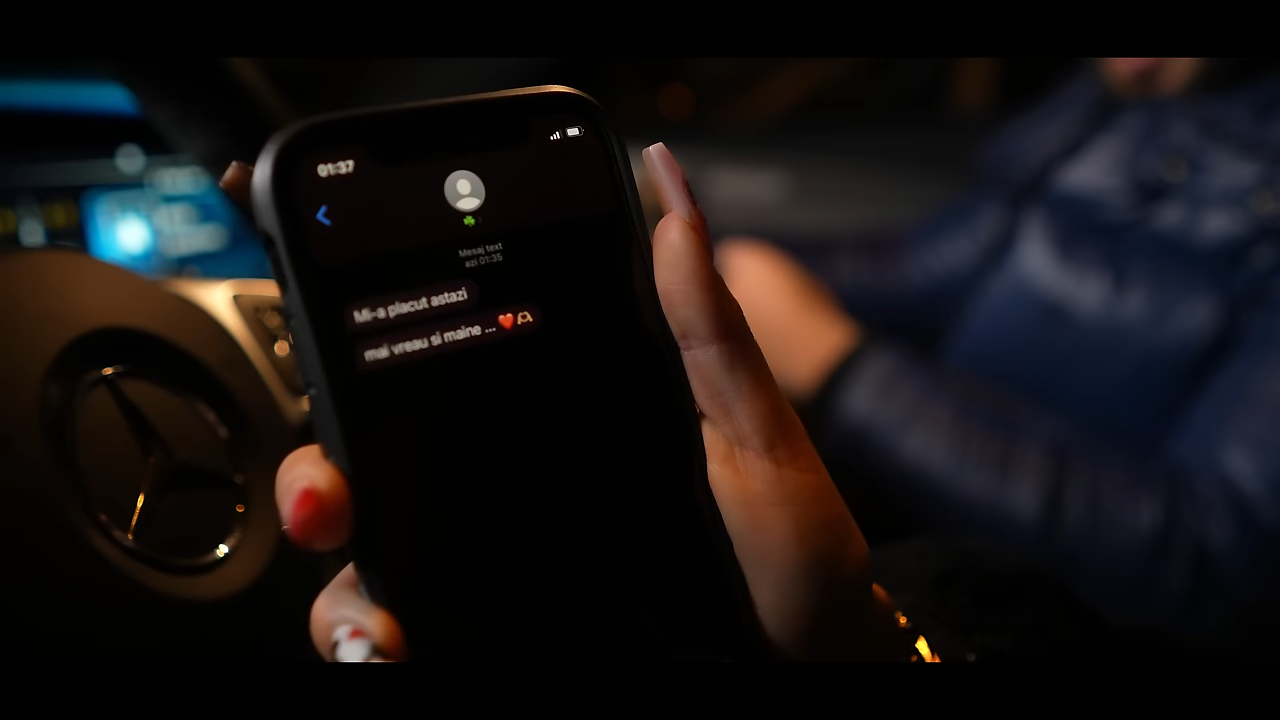 01:37
☘️
Mesaj text
azi 01:35
Mi-a placut astazi
mai vreau si maine ... ❤️🫶